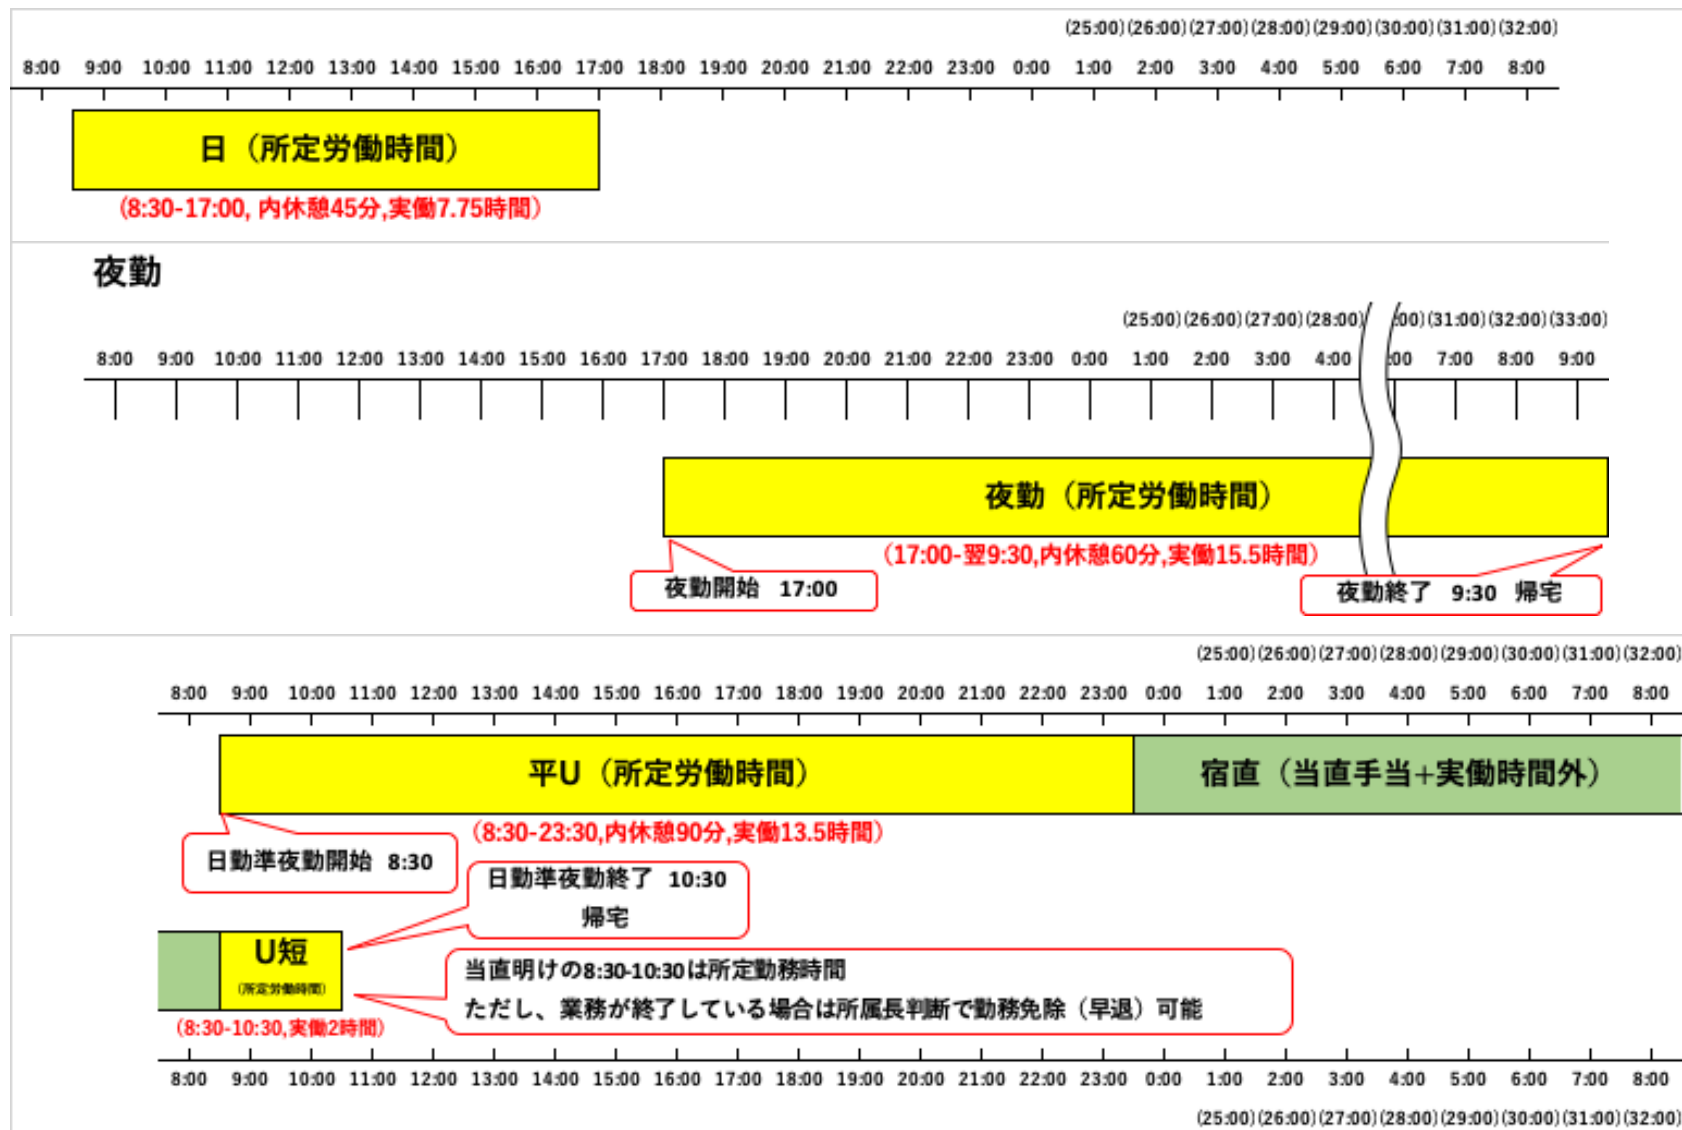 (25:00)(26:00)(27:00)(28:00)(29:00)(30:00)(31:00)(32:00)
8:00 9:00 10:00 11:00 12:00 13:00 14:00 15:00 16:00 17:00 18:00 19:00 20:00 21:00 22:00 23:00 0:00 1:00 2:00 3:00 4:00 5:00 6:00 7:00 8:00
日（所定労働時間）
(8:30-17:00, 内休憩45分,実働7.75時間）
夜勤
(25:00)(26:00)(27:00)(28:00) :00)(31:00)(32:00)(33:00)
8:00 9:00 10:00 11:00 12:00 13:00 14:00 15:00 16:00 17:00 18:00 19:00 20:00 21:00 22:00 23:00 0:00 1:00 2:00 3:00 4:00 :00 7:00 8:00 9:00
夜勤（所定労働時間）
（17:00-翌9:30,内休憩60分,実働15.5時間）
夜勤開始 17:00
夜勤終了 9:30 帰宅
(25:00)(26:00)(27:00)(28:00)(29:00)(30:00)(31:00)(32:00)
8:00 9:00 10:00 11:00 12:00 13:00 14:00 15:00 16:00 17:00 18:00 19:00 20:00 21:00 22:00 23:00 0:00 1:00 2:00 3:00 4:00 5:00 6:00 7:00 8:00
平U（所定労働時間）
宿直（当直手当+実働時間外）
(8:30-23:30,内休憩90分,実働13.5時間）
日勤準夜勤開始 8:30
日勤準夜勤終了 10:30
帰宅
U短
（所定労働時間）
(8:30-10:30,実働2時間）
当直明けの8:30-10:30は所定勤務時間
ただし、業務が終了している場合は所属長判断で勤務免除（早退）可能
8:00 9:00 10:00 11:00 12:00 13:00 14:00 15:00 16:00 17:00 18:00 19:00 20:00 21:00 22:00 23:00 0:00 1:00 2:00 3:00 4:00 5:00 6:00 7:00 8:00
(25:00)(26:00)(27:00)(28:00)(29:00)(30:00)(31:00)(32:00)